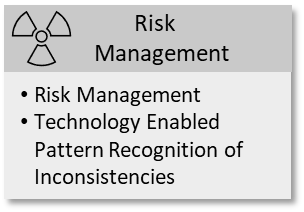 Risk
Management
• Risk Management
• Technology Enabled
Pattern Recognition of
Inconsistencies